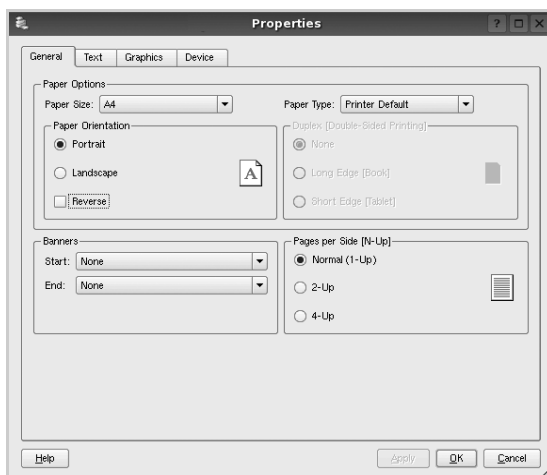 Properties
General Text Graphics Device
Paper Options
Paper Size: A4
Paper Type: Printer Default
Paper Orientation
Portrait
Landscape
Reverse
A
Duplex [Double-Sided Printing]
None
Long Edge [Book]
Short Edge [Tablet]
Banners
Start: None
End: None
Pages per Side [N-Up]
Normal (1-Up)
2-Up
4-Up
Help Apply OK Cancel